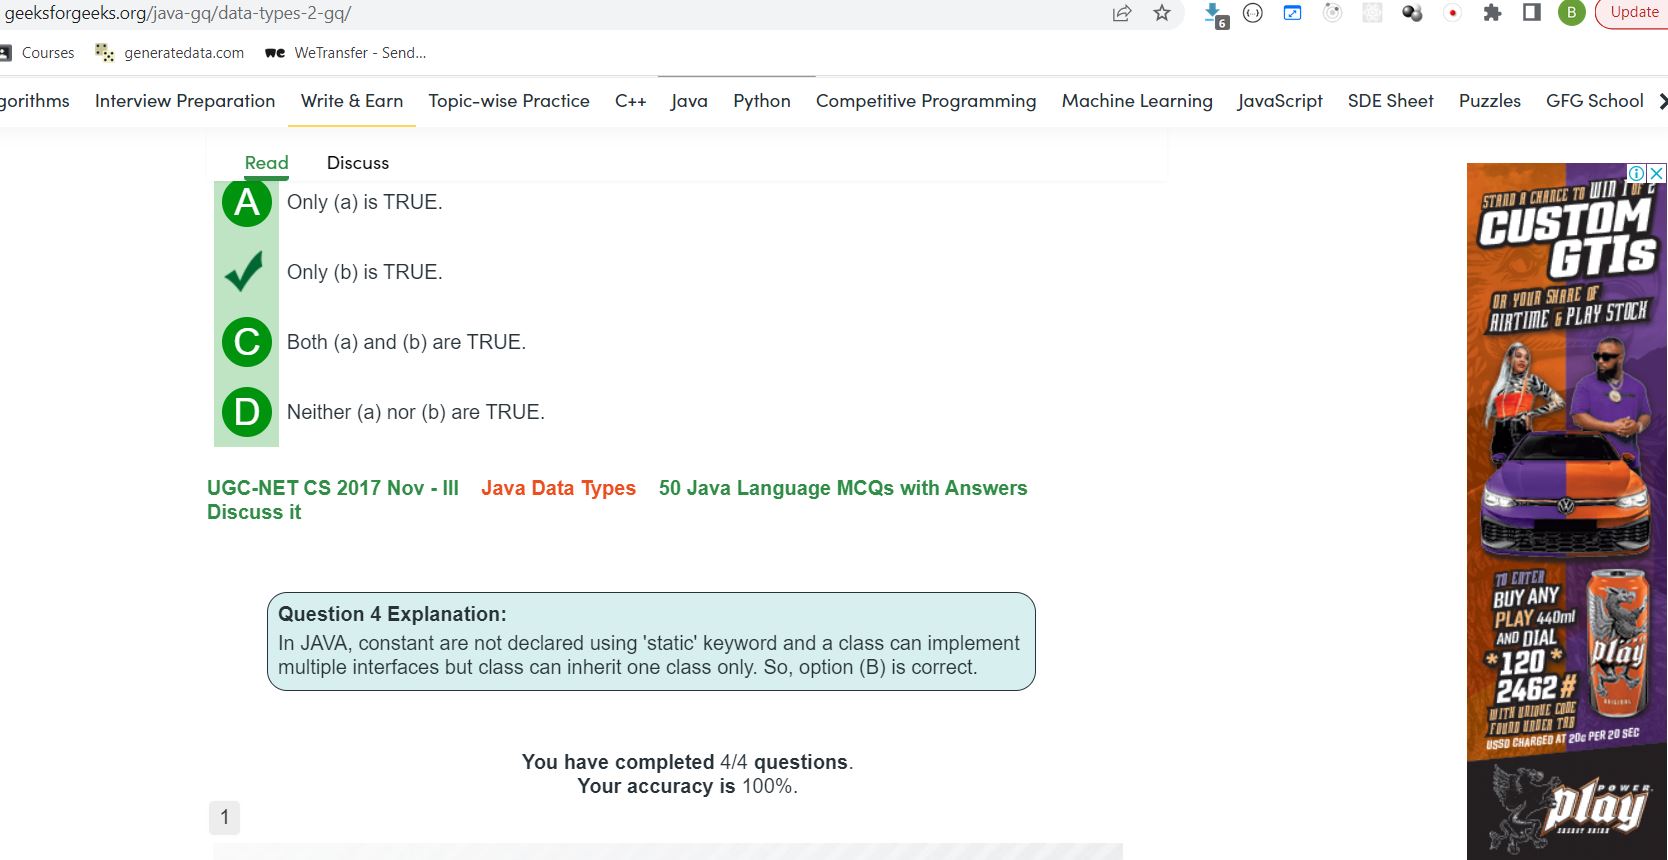 geeksforgeeks.org/java-gq/data-types-2-gq/
6
B
Update
Courses
generatedata.com
WeTransfer - Send...
gorithms
Interview Preparation
Write & Earn
Topic-wise Practice
C++
Java
Python
Competitive Programming
Machine Learning
JavaScript
SDE Sheet
Puzzles
GFG School
Read
Discuss
A
Only (a) is TRUE.
Only (b) is TRUE.
C
Both (a) and (b) are TRUE.
D
Neither (a) nor (b) are TRUE.
UGC-NET CS 2017 Nov - III
Java Data Types
50 Java Language MCQs with Answers
Discuss it
Question 4 Explanation:
In JAVA, constant are not declared using 'static' keyword and a class can implement
multiple interfaces but class can inherit one class only. So, option (B) is correct.
You have completed 4/4 questions.
Your accuracy is 100%.
1
STAND A CHANCE TO WIN 1 OF 2
CUSTOM
GTIs
OR YOUR SHARE OF
AIRTIME & PLAY STOCK
TO ENTER
BUY ANY
PLAY 440ml
AND DIAL
*120*
2462#
WITH UNIQUE CODE
FOUND UNDER TAB
USSD CHARGED AT 20c PER 20 SEC
play
ORIGINAL
POWER
play
ENERGY DRINK